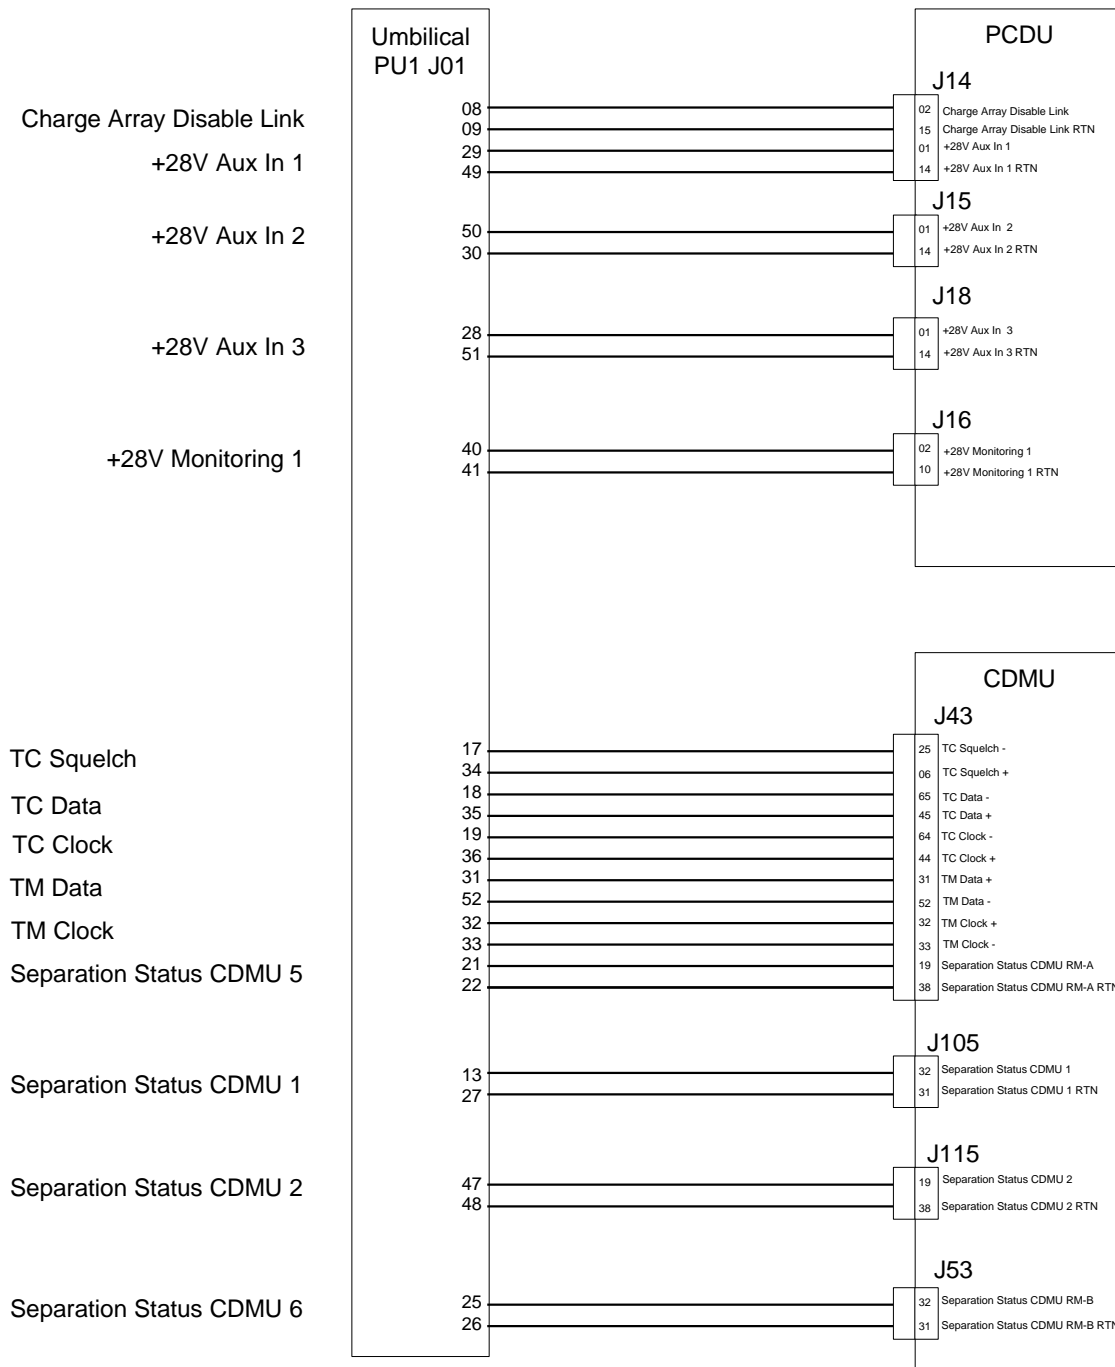 Umbilical
PU1 J01
PCDU
J14
Charge Array Disable Link
08
02 Charge Array Disable Link
09
15 Charge Array Disable Link RTN
+28V Aux In 1
29
01 +28V Aux In 1
49
14 +28V Aux In 1 RTN
J15
+28V Aux In 2
50
01 +28V Aux In 2
30
14 +28V Aux In 2 RTN
J18
+28V Aux In 3
28
01 +28V Aux In 3
51
14 +28V Aux In 3 RTN
J16
+28V Monitoring 1
40
02 +28V Monitoring 1
41
10 +28V Monitoring 1 RTN
CDMU
J43
TC Squelch
17
25 TC Squelch -
34
06 TC Squelch +
TC Data
18
65 TC Data -
35
45 TC Data +
TC Clock
19
64 TC Clock -
36
44 TC Clock +
TM Data
31
31 TM Data +
52
52 TM Data -
TM Clock
32
32 TM Clock +
33
33 TM Clock -
Separation Status CDMU 5
21
19 Separation Status CDMU RM-A
22
38 Separation Status CDMU RM-A RTN
J105
Separation Status CDMU 1
13
32 Separation Status CDMU 1
27
31 Separation Status CDMU 1 RTN
J115
Separation Status CDMU 2
47
19 Separation Status CDMU 2
48
38 Separation Status CDMU 2 RTN
J53
Separation Status CDMU 6
25
32 Separation Status CDMU RM-B
26
31 Separation Status CDMU RM-B RTN